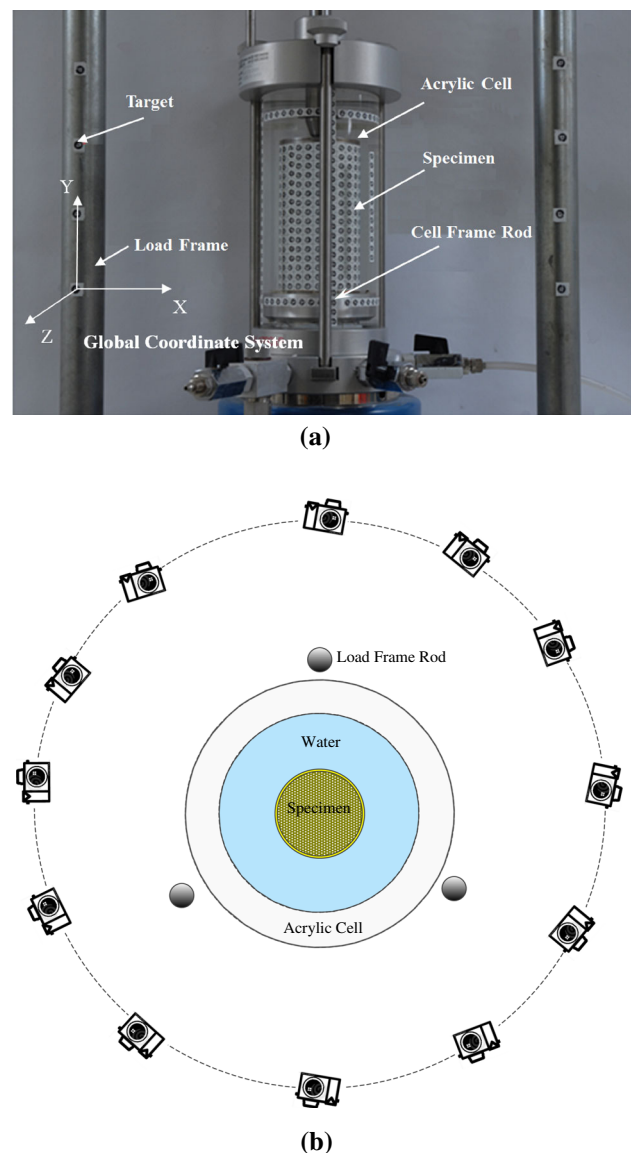 Acrylic Cell
Target
Specimen
Y
Cell Frame Rod
Load Frame
X
Z
Global Coordinate System
(a)
Load Frame Rod
Water
Specimen
Acrylic Cell
(b)